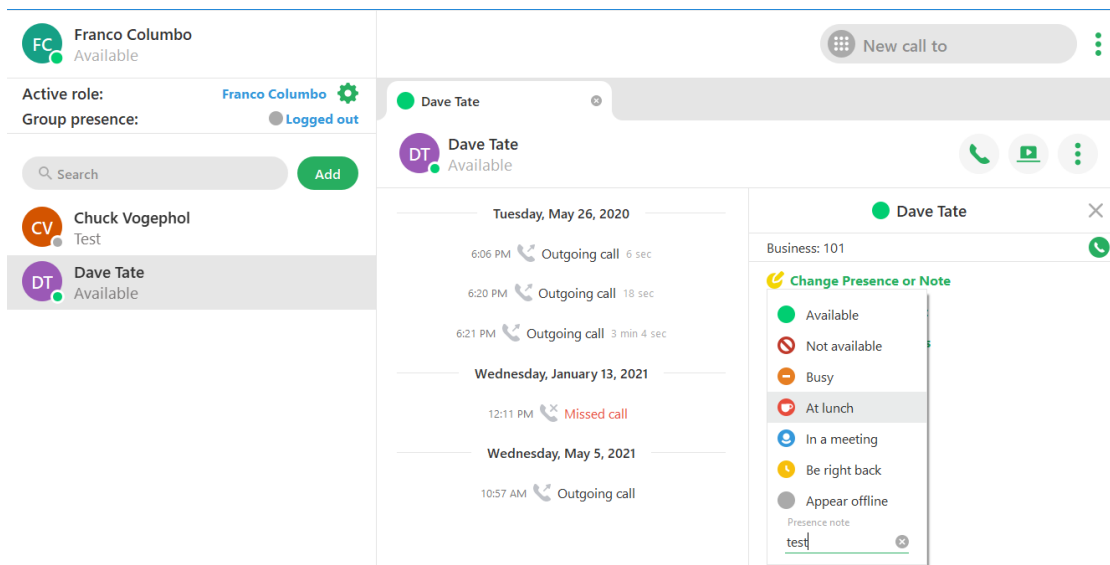 FC
Franco Columbo
Available
New call to
Active role:
Franco Columbo
Group presence:
Logged out
Search
Add
CV
Chuck Vogephol
Test
DT
Dave Tate
Available
Dave Tate
DT
Dave Tate
Available
Tuesday, May 26, 2020
6:06 PM Outgoing call 6 sec
6:20 PM Outgoing call 18 sec
6:21 PM Outgoing call 3 min 4 sec
Wednesday, January 13, 2021
12:11 PM Missed call
Wednesday, May 5, 2021
10:57 AM Outgoing call
Dave Tate
Business: 101
Change Presence or Note
Available
Not available
Busy
At lunch
In a meeting
Be right back
Appear offline
Presence note
test